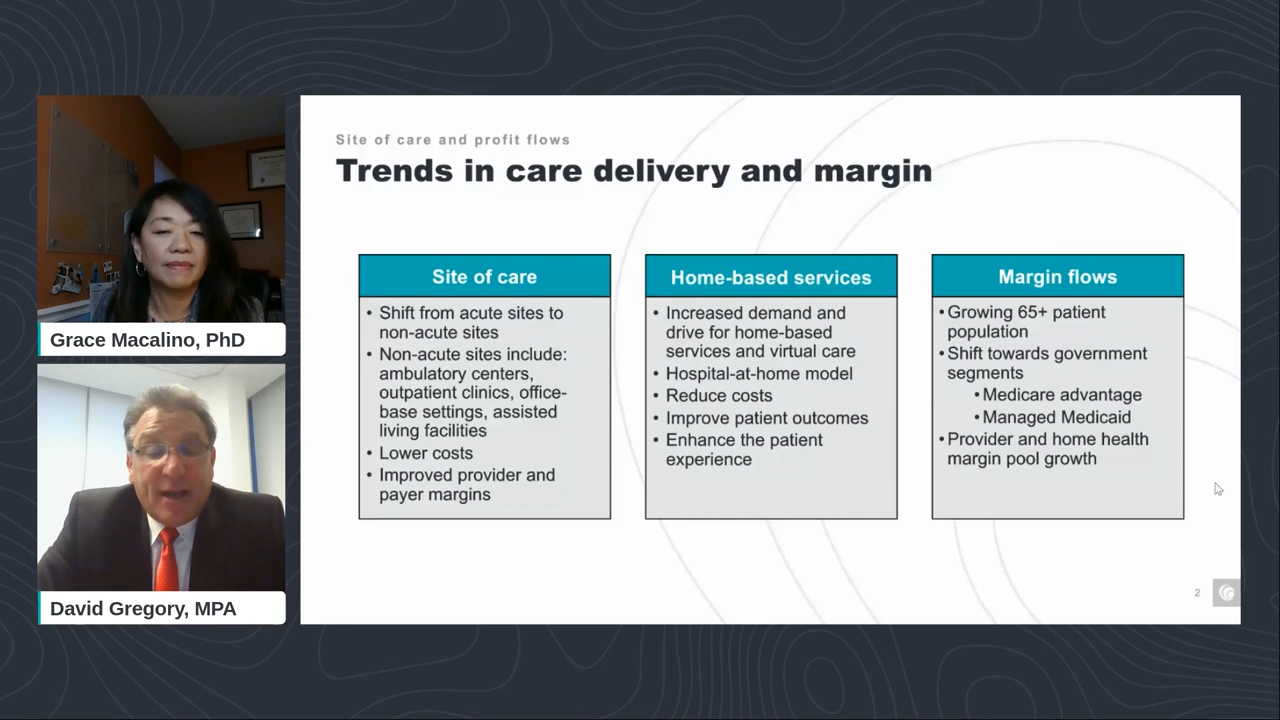 Grace Macalino, PhD
David Gregory, MPA
Site of care and profit flows
Trends in care delivery and margin
Site of care
• Shift from acute sites to
non-acute sites
• Non-acute sites include:
ambulatory centers,
outpatient clinics, office-
base settings, assisted
living facilities
• Lower costs
• Improved provider and
payer margins
Home-based services
• Increased demand and
drive for home-based
services and virtual care
• Hospital-at-home model
• Reduce costs
• Improve patient outcomes
• Enhance the patient
experience
Margin flows
• Growing 65+ patient
population
• Shift towards government
segments
• Medicare advantage
• Managed Medicaid
• Provider and home health
margin pool growth
2